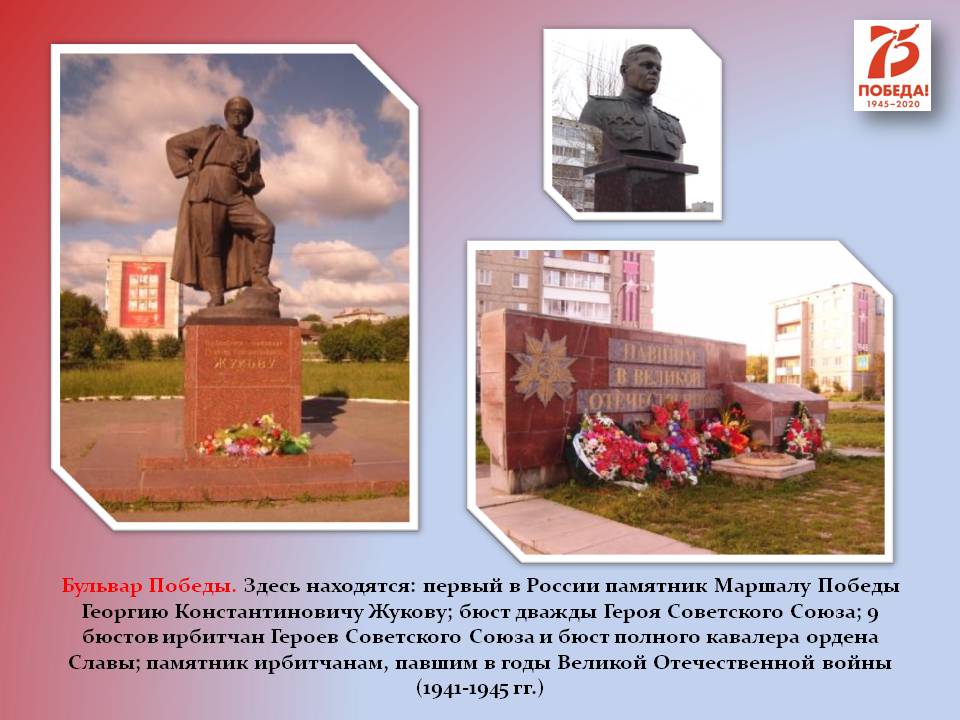 75
ПОБЕДА!
1945–2020
ЖУКОВУ
ПАВШИМ
В ВЕЛИКОЙ
Бульвар Победы. Здесь находятся: первый в России памятник Маршалу Победы
Георгию Константиновичу Жукову; бюст дважды Героя Советского Союза; 9
бюстов ирбитчан Героев Советского Союза и бюст полного кавалера ордена
Славы; памятник ирбитчанам, павшим в годы Великой Отечественной войны
(1941-1945 гг.)